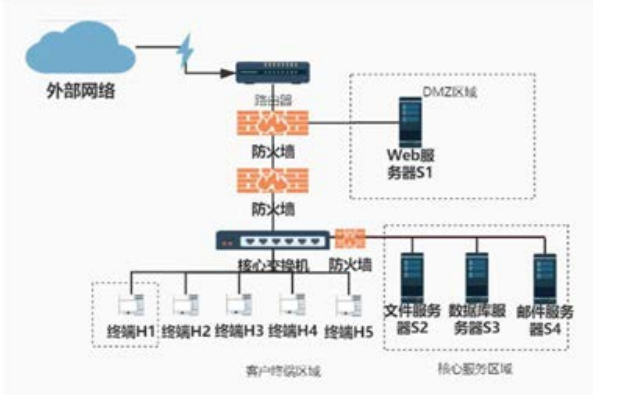 外部网络
路由器
DMZ区域
防火墙
Web服
务器S1
防火墙
核心交换机
防火墙
文件服务
器S2
数据库服
务器S3
邮件服务
器S4
终端H1
终端H2
终端H3
终端H4
终端H5
客户终端区域
核心服务区域